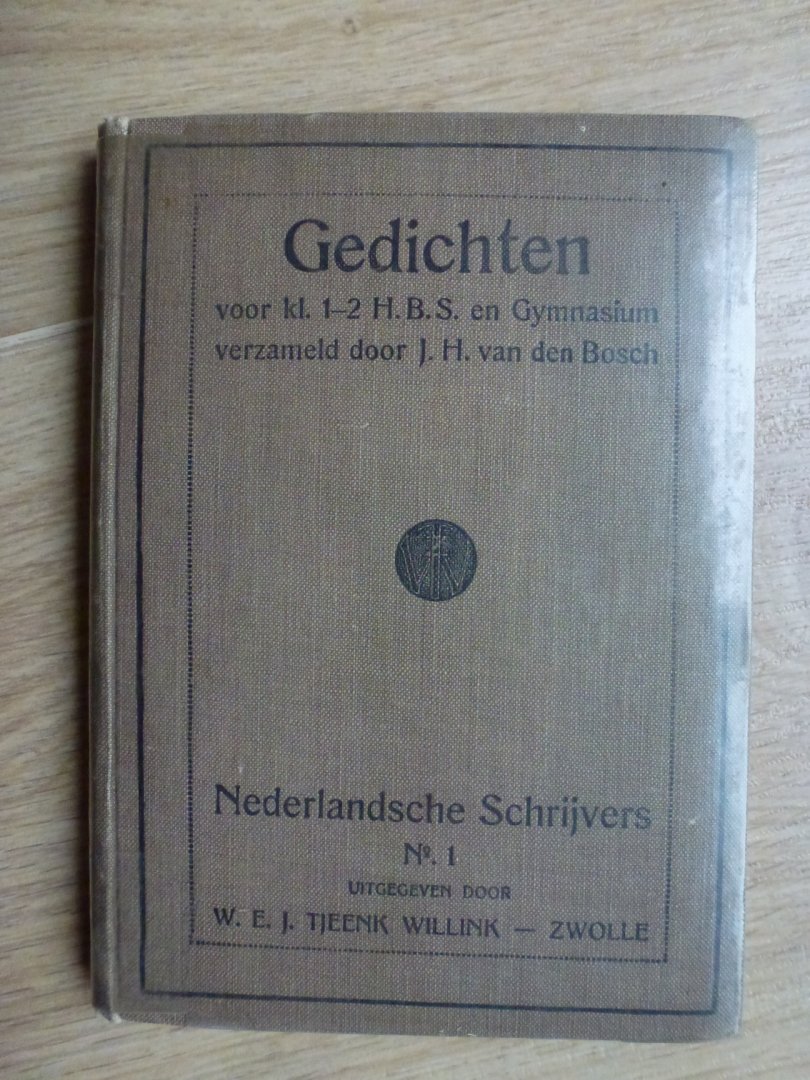 Gedichten
voor kl. 1-2 H.B.S. en Gymnasium
verzameld door J. H. van den Bosch
Nederlandsche Schrijvers
Nº. 1
UITGEGEVEN DOOR
W. E. J. TJEENK WILLINK — ZWOLLE